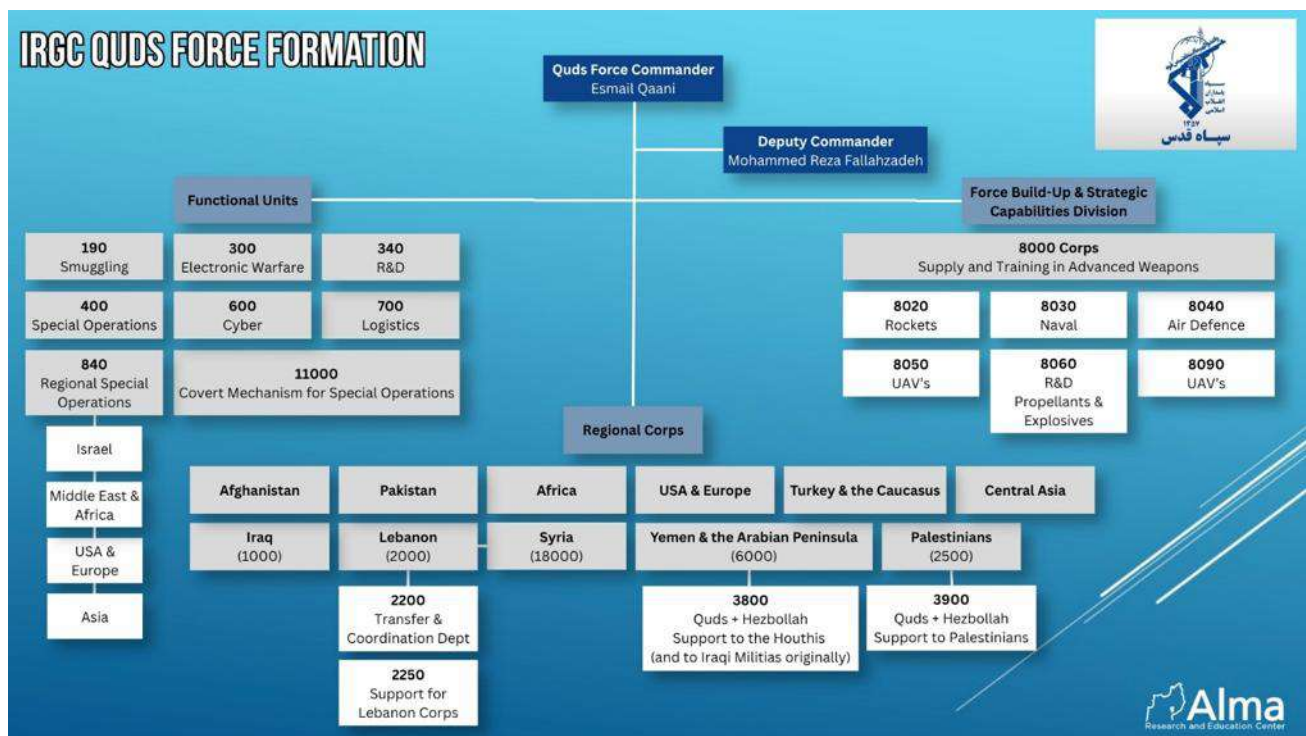 IRGC QUDS FORCE FORMATION
Quds Force Commander
Esmail Qaani
سپاه
پاسداران
انقلاب
اسلامی
۱۳۵۷
سپــاه قدس
Deputy Commander
Mohammed Reza Fallahzadeh
Functional Units
Force Build-Up & Strategic
Capabilities Division
190
Smuggling
300
Electronic Warfare
340
R&D
400
Special Operations
600
Cyber
700
Logistics
840
Regional Special
Operations
11000
Covert Mechanism for Special Operations
Israel
Middle East &
Africa
USA &
Europe
Asia
8000 Corps
Supply and Training in Advanced Weapons
8020
Rockets
8030
Naval
8040
Air Defence
8050
UAV's
8060
R&D
Propellants &
Explosives
8090
UAV's
Regional Corps
Afghanistan
Pakistan
Africa
USA & Europe
Turkey & the Caucasus
Central Asia
Iraq
(1000)
Lebanon
(2000)
Syria
(18000)
Yemen & the Arabian Peninsula
(6000)
Palestinians
(2500)
2200
Transfer &
Coordination Dept
2250
Support for
Lebanon Corps
3800
Quds + Hezbollah
Support to the Houthis
(and to Iraqi Militias originally)
3900
Quds + Hezbollah
Support to Palestinians
Alma
Research and Education Center